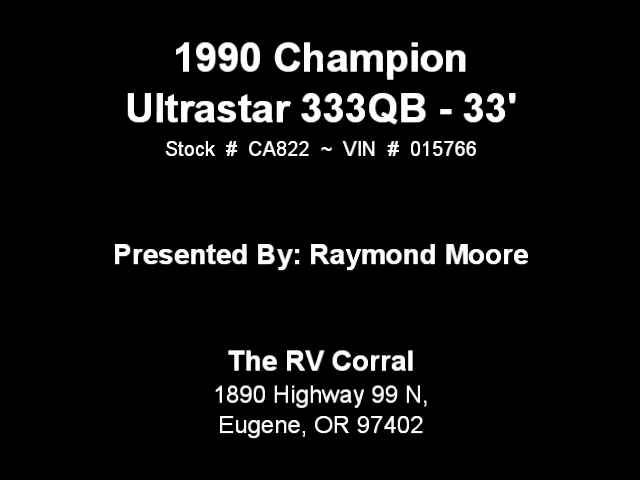 1990 Champion
Ultrastar 333QB - 33'
Stock # CA822 ~ VIN # 015766
Presented By: Raymond Moore
The RV Corral
1890 Highway 99 N,
Eugene, OR 97402